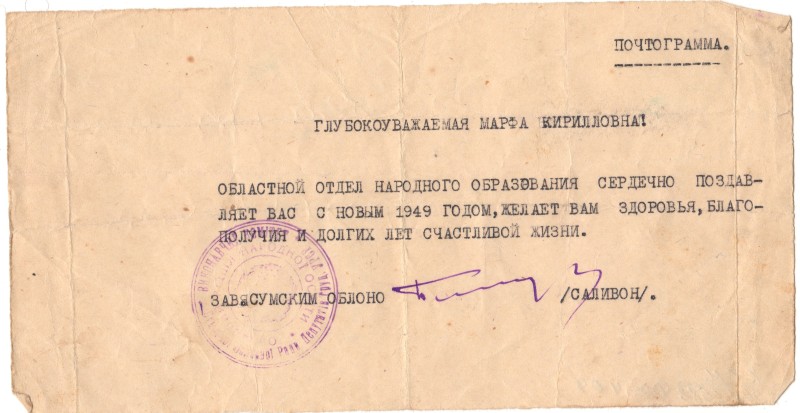 ПОЧТОГРАММА.
ГЛУБОКОУВАЖАЕМАЯ МАРФА КИРИЛЛОВНА!
ОБЛАСТНОЙ ОТДЕЛ НАРОДНОГО ОБРАЗОВАНИЯ СЕРДЕЧНО ПОЗДАВ-
ЛЯЕТ ВАС С НОВЫМ 1949 ГОДОМ,ЖЕЛАЕТ ВАМ ЗДОРОВЬЯ,БЛАГО-
ПОЛУЧИЯ И ДОЛГИХ ЛЕТ СЧАСТЛИВОЙ ЖИЗНИ.
ЗАВ.СУМСКИМ ОБЛОНО /САЛИВОН/.